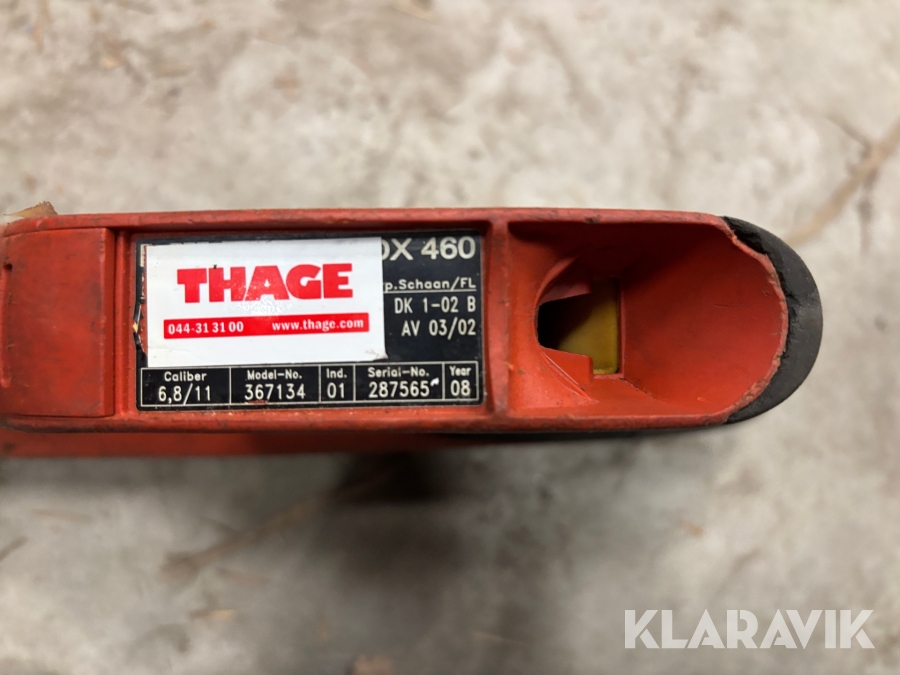 DX 460
THAGE
p.Schaan/FL
044-31 31 00 www.thage.com
DK 1-02 B
AV 03/02
Caliber Model-No. Ind. Serial-No. Year
6,8/11 367134 01 287565 08
KLARAVIK